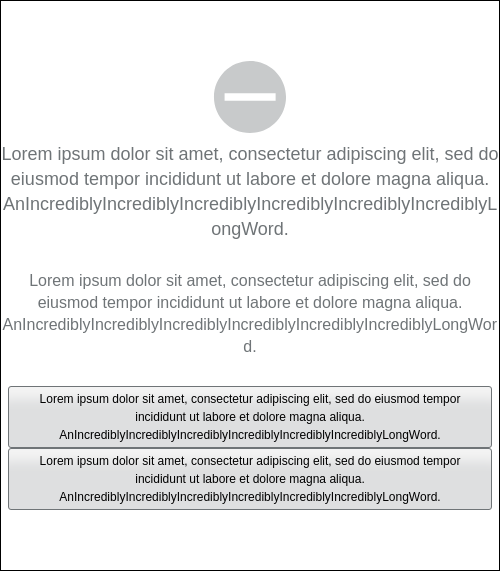 Lorem ipsum dolor sit amet, consectetur adipiscing elit, sed do
eiusmod tempor incididunt ut labore et dolore magna aliqua.
AnIncrediblyIncrediblyIncrediblyIncrediblyIncrediblyIncrediblyL
ongWord.
Lorem ipsum dolor sit amet, consectetur adipiscing elit, sed do
eiusmod tempor incididunt ut labore et dolore magna aliqua.
AnIncrediblyIncrediblyIncrediblyIncrediblyIncrediblyIncrediblyLongWor
d.
Lorem ipsum dolor sit amet, consectetur adipiscing elit, sed do eiusmod tempor
incididunt ut labore et dolore magna aliqua.
AnIncrediblyIncrediblyIncrediblyIncrediblyIncrediblyIncrediblyLongWord.
Lorem ipsum dolor sit amet, consectetur adipiscing elit, sed do eiusmod tempor
incididunt ut labore et dolore magna aliqua.
AnIncrediblyIncrediblyIncrediblyIncrediblyIncrediblyIncrediblyLongWord.